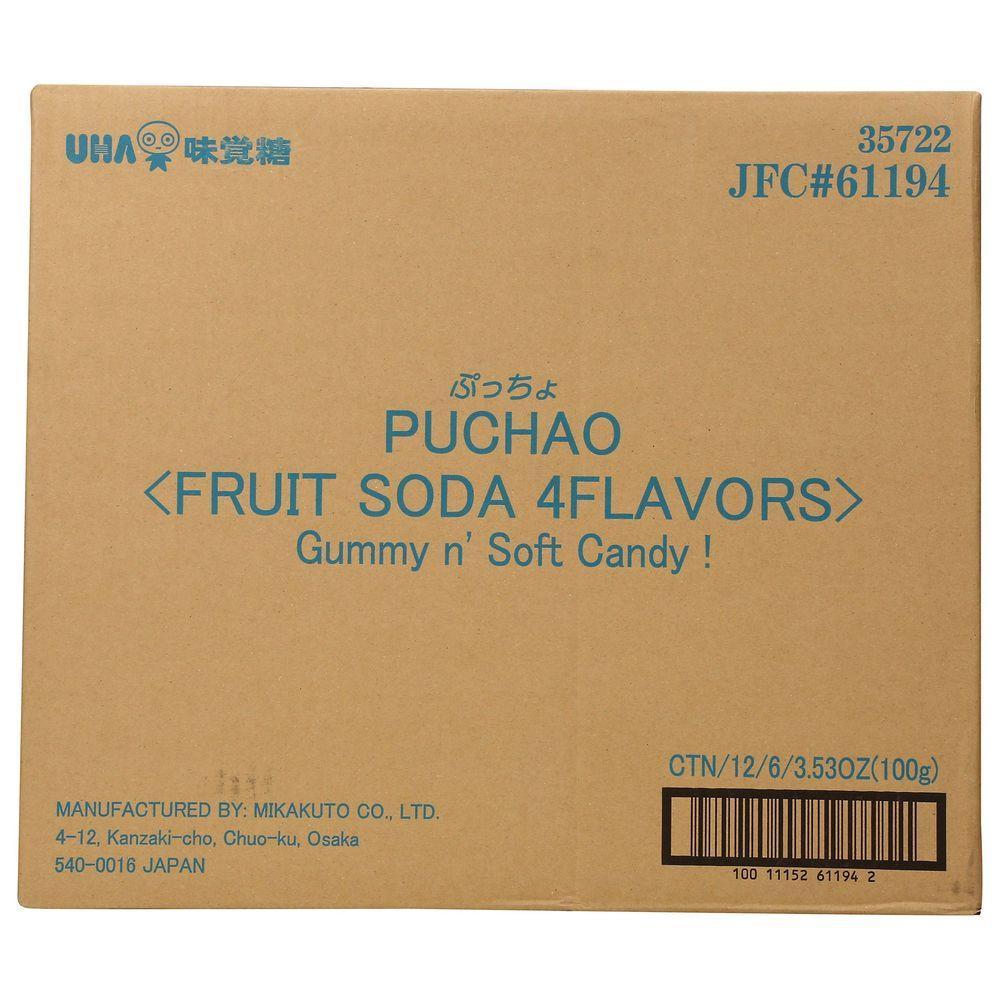 UHA 味覚糖
35722
JFC#61194
ぷっちょ
PUCHAO
<FRUIT SODA 4FLAVORS>
Gummy n' Soft Candy !
CTN/12/6/3.53OZ(100g)
MANUFACTURED BY: MIKAKUTO CO., LTD.
4-12, Kanzaki-cho, Chuo-ku, Osaka
540-0016 JAPAN
100 11152 61194 2